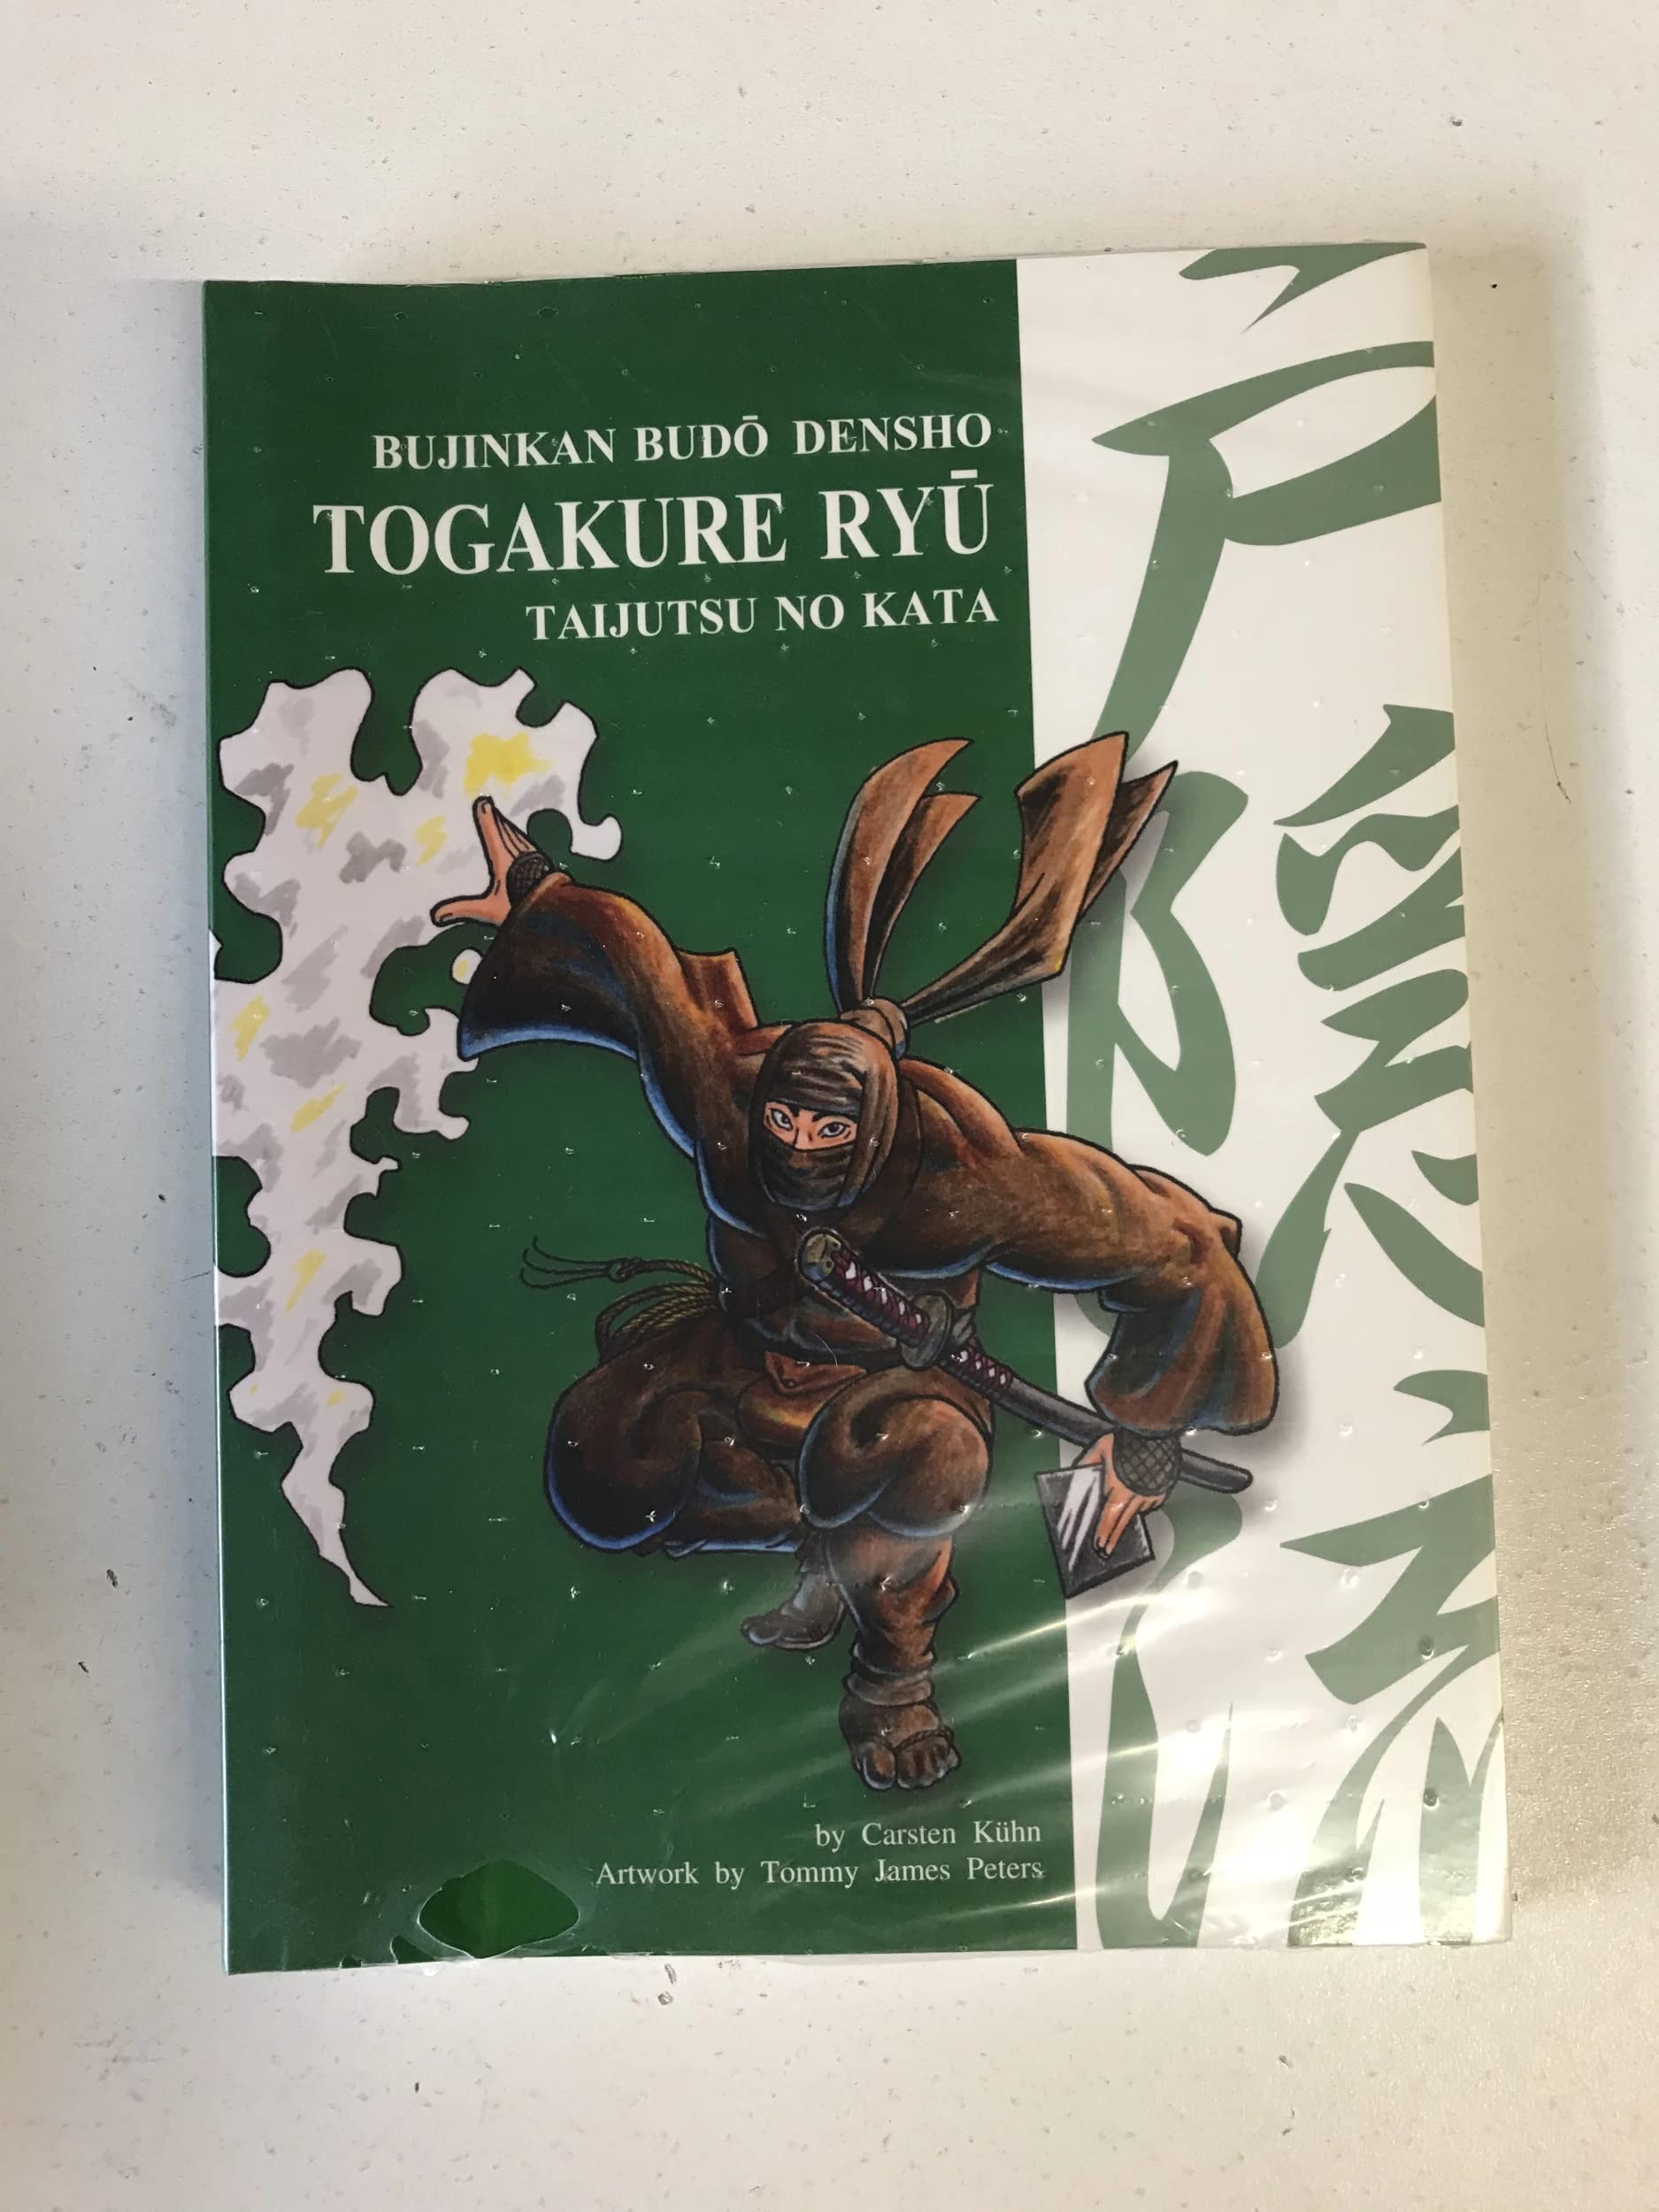 BUJINKAN BUDŌ DENSHO
TOGAKURE RYŪ
TAIJUTSU NO KATA
by Carsten Kühn
Artwork by Tommy James Peters